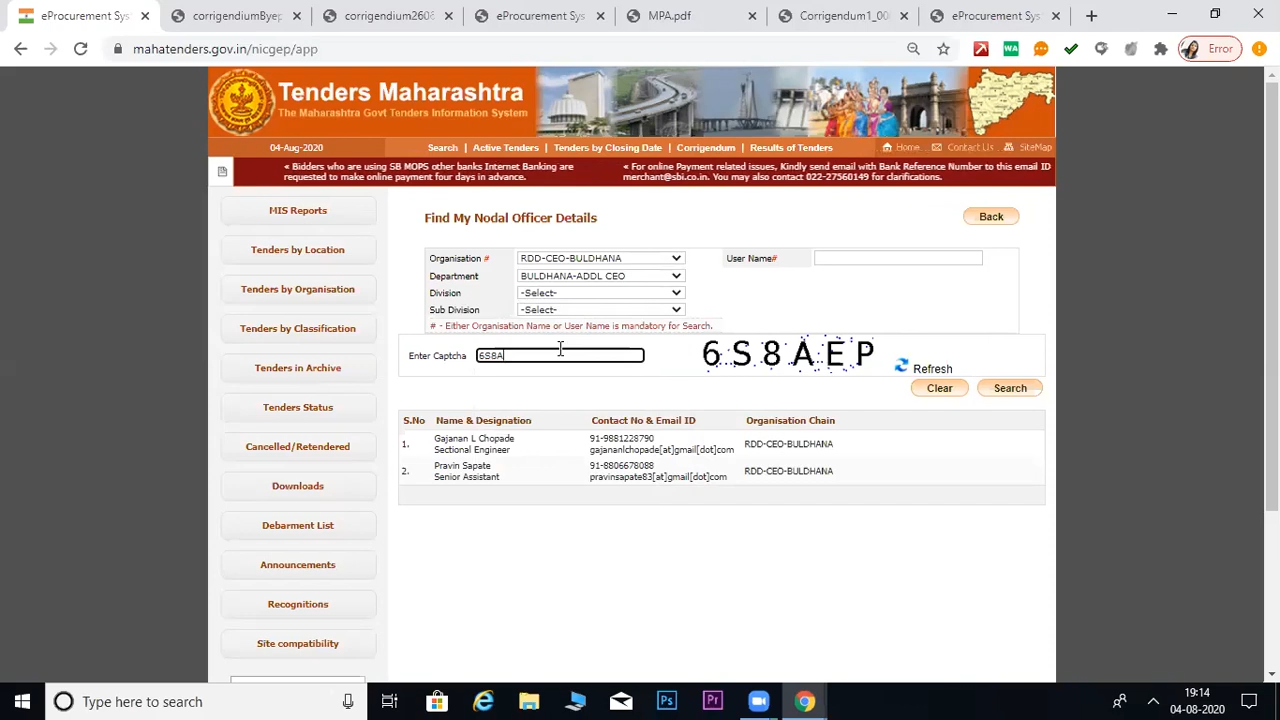 eProcurement Sys
corrigendumByep
corrigendum2608
eProcurement Sys
MPA.pdf
Corrigendum1_00
eProcurement Sys
mahatenders.gov.in/nicgep/app
WA
Error
Tenders Maharashtra
The Maharashtra Govt Tenders Information System
04-Aug-2020
Search | Active Tenders | Tenders by Closing Date | Corrigendum | Results of Tenders
Home
Contact Us
SiteMap
« Bidders who are using SB MOPS other banks Internet Banking are requested to make online payment four days in advance.
« For online Payment related issues, Kindly send email with Bank Reference Number to this email ID merchant@sbi.co.in. You may also contact 022-27560149 for clarifications.
MIS Reports
Tenders by Location
Tenders by Organisation
Tenders by Classification
Tenders in Archive
Tenders Status
Cancelled/Retendered
Downloads
Debarment List
Announcements
Recognitions
Site compatibility
Find My Nodal Officer Details
Back
Organisation # RDD-CEO-BULDHANA User Name#
Department BULDHANA-ADDL CEO
Division -Select-
Sub Division -Select-
# - Either Organisation Name or User Name is mandatory for Search.
Enter Captcha 6S8A 6S8AEP Refresh
Clear Search
S.No Name & Designation Contact No & Email ID Organisation Chain
1. Gajanan L Chopade 91-9881228790 RDD-CEO-BULDHANA
Sectional Engineer gajananlchopade[at]gmail[dot]com
2. Pravin Sapate 91-8806678088 RDD-CEO-BULDHANA
Senior Assistant pravinsapate83[at]gmail[dot]com
Type here to search
Ps
Pr
19:14
04-08-2020